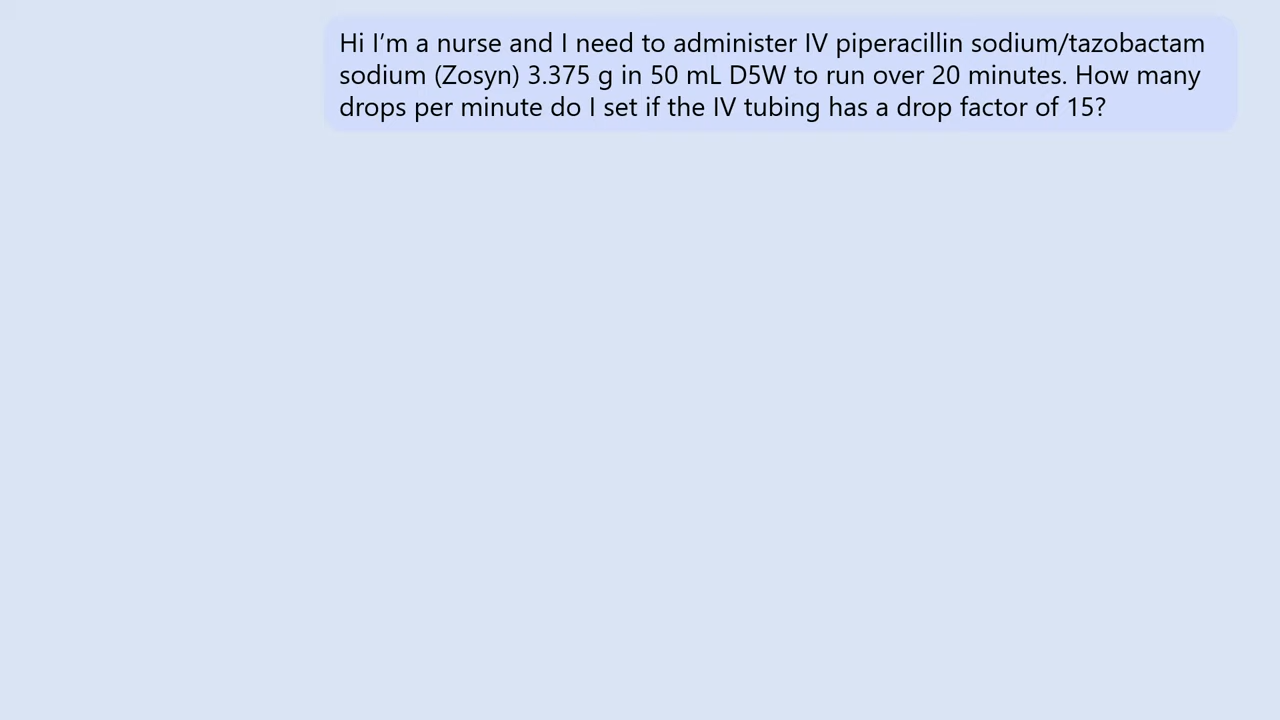 Hi I’m a nurse and I need to administer IV piperacillin sodium/tazobactam
sodium (Zosyn) 3.375 g in 50 mL D5W to run over 20 minutes. How many
drops per minute do I set if the IV tubing has a drop factor of 15?